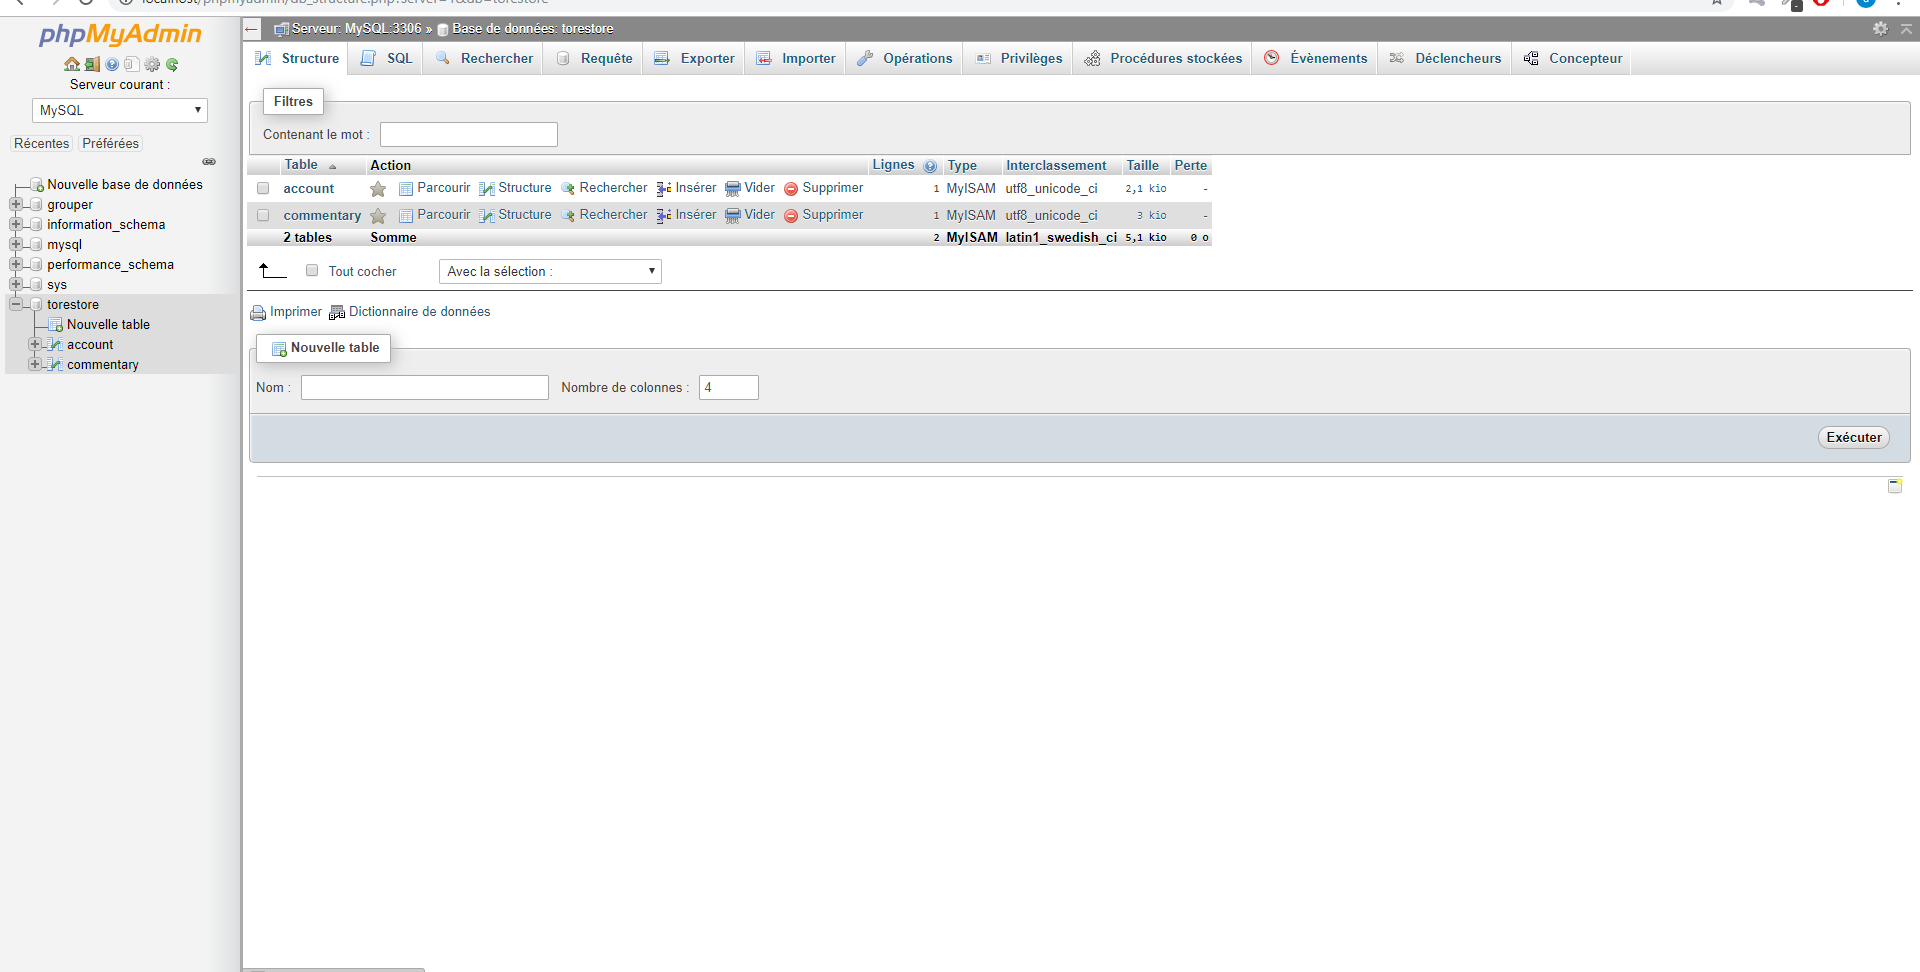 localhost/phpmyadmin/db_structure.php?server=1&db=torestore
phpMyAdmin
Serveur courant :
MySQL
Récentes Préférées
Nouvelle base de données
grouper
information_schema
mysql
performance_schema
sys
torestore
Nouvelle table
account
commentary
Serveur: MySQL:3306 » Base de données: torestore
Structure SQL Rechercher Requête Exporter Importer Opérations Privilèges Procédures stockées Évènements Déclencheurs Concepteur
Filtres
Contenant le mot :
Table Action Lignes Type Interclassement Taille Perte
account Parcourir Structure Rechercher Insérer Vider Supprimer 1 MyISAM utf8_unicode_ci 2,1 kio -
commentary Parcourir Structure Rechercher Insérer Vider Supprimer 1 MyISAM utf8_unicode_ci 3 kio -
2 tables Somme 2 MyISAM latin1_swedish_ci 5,1 kio 0 o
Tout cocher Avec la sélection :
Imprimer Dictionnaire de données
Nouvelle table
Nom : Nombre de colonnes : 4
Exécuter